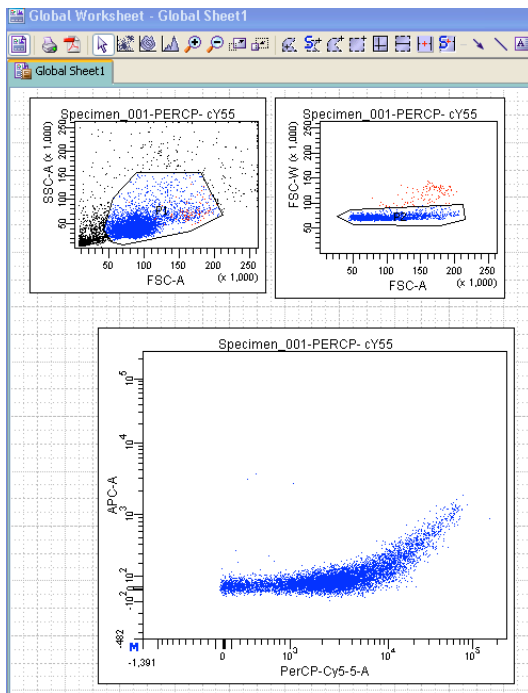 Global Worksheet - Global Sheet1
Global Sheet1
Specimen_001-PERCP- cY55
SSC-A (x 1,000)
50 100 150 200 250
P1
50 100 150 200 250
(x 1,000)
FSC-A
Specimen_001-PERCP- cY55
FSC-W (x 1,000)
50 100 150 200 250
P2
50 100 150 200 250
(x 1,000)
FSC-A
Specimen_001-PERCP- cY55
APC-A
10^5
10^4
10^3
10^2
-10^2
-482
M
-1,391
0 10^3 10^4 10^5
PerCP-Cy5-5-A